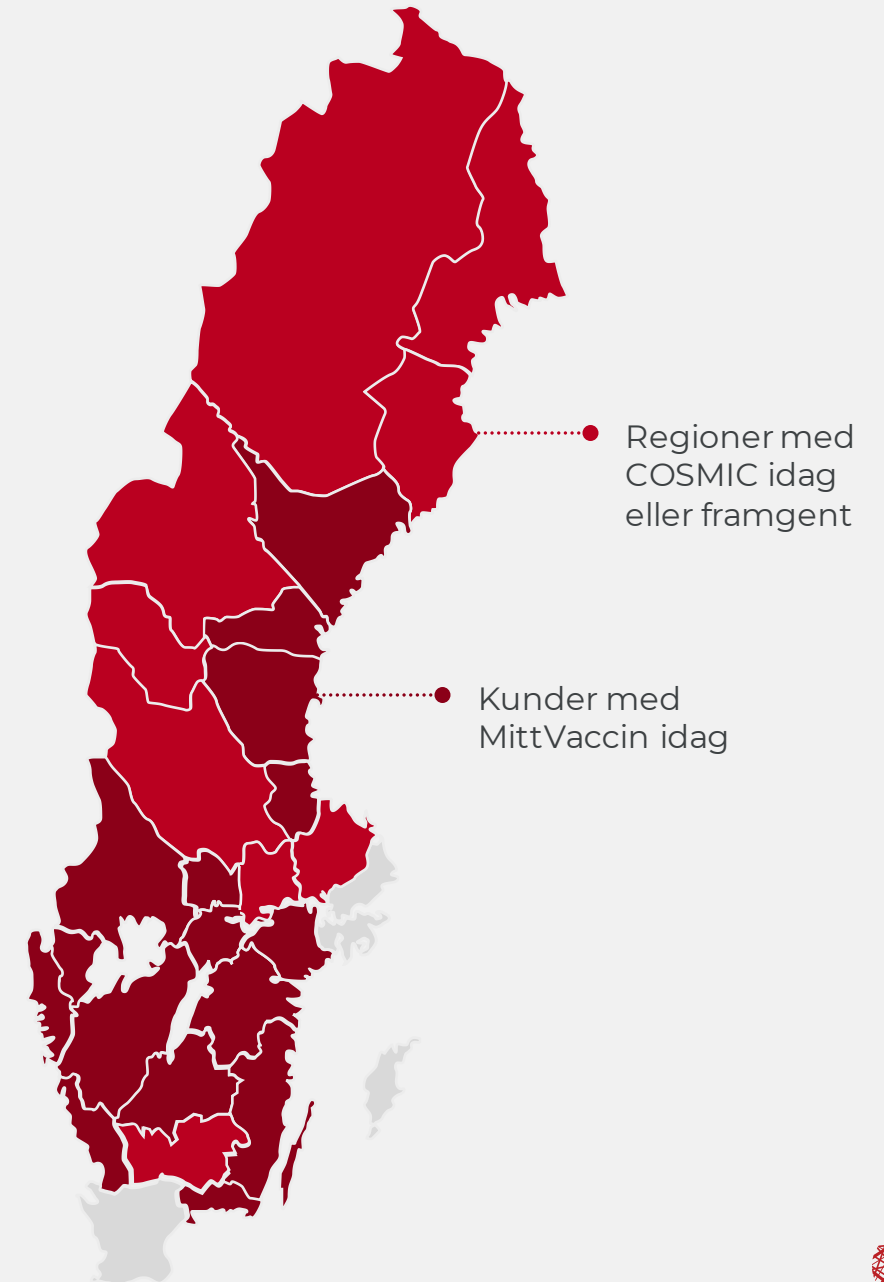 Regioner med
COSMIC idag
eller framgent
Kunder med
MittVaccin idag